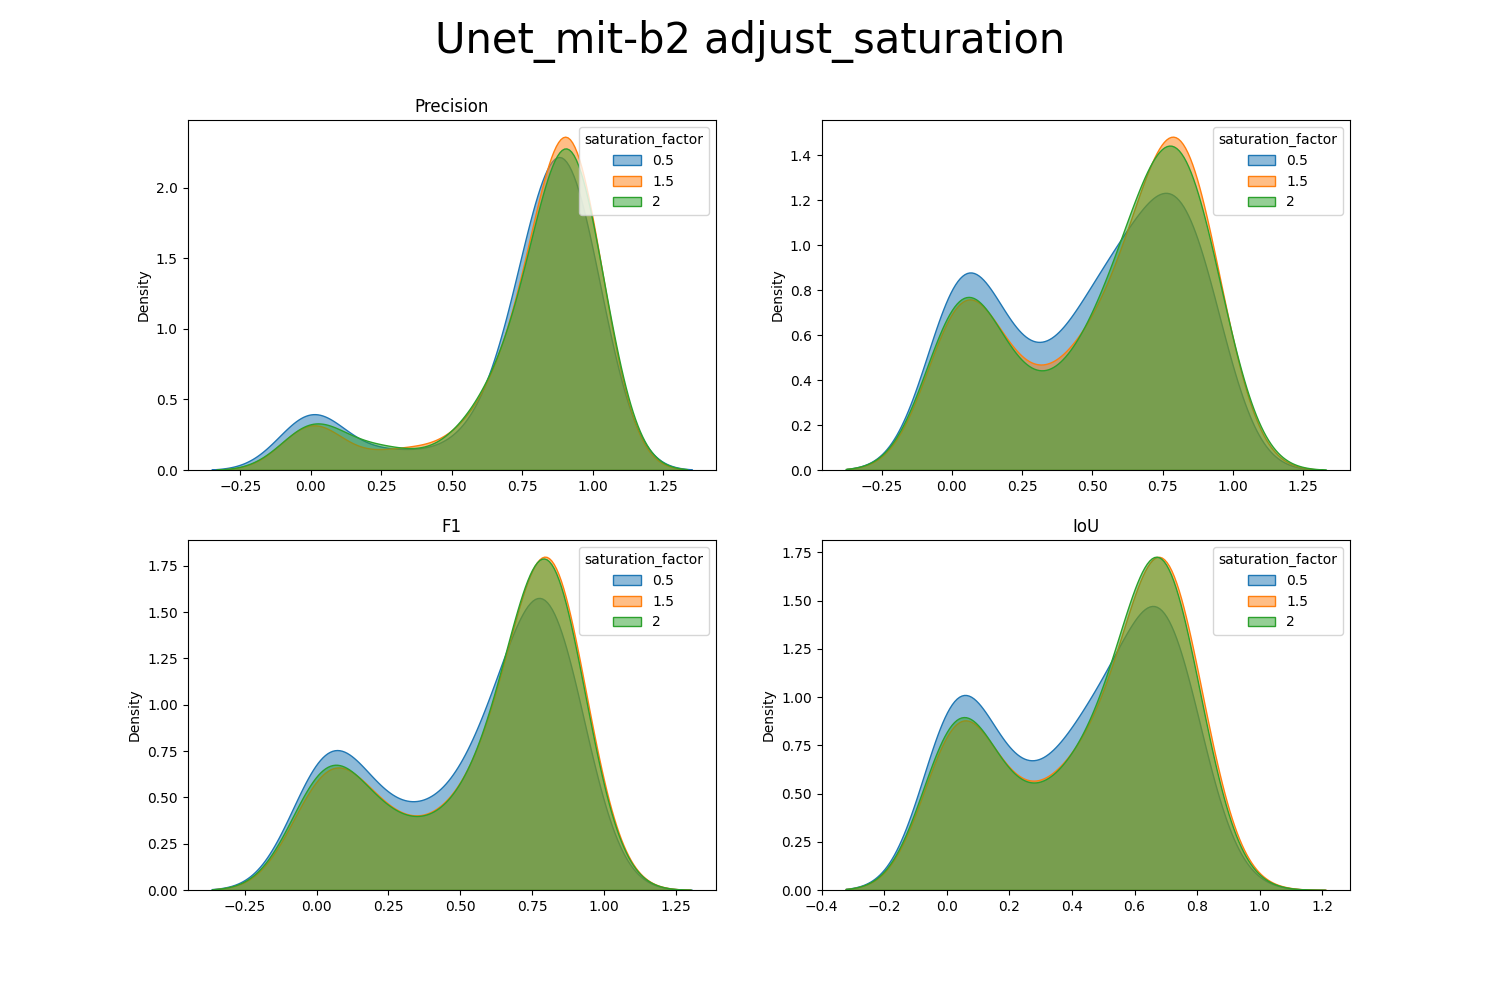 Unet_mit-b2 adjust_saturation
Precision
saturation_factor
0.5
1.5
2
Density
2.0
1.5
1.0
0.5
0.0
−0.25 0.00 0.25 0.50 0.75 1.00 1.25
saturation_factor
0.5
1.5
2
Density
1.4
1.2
1.0
0.8
0.6
0.4
0.2
0.0
−0.25 0.00 0.25 0.50 0.75 1.00 1.25
F1
saturation_factor
0.5
1.5
2
Density
1.75
1.50
1.25
1.00
0.75
0.50
0.25
0.00
−0.25 0.00 0.25 0.50 0.75 1.00 1.25
IoU
saturation_factor
0.5
1.5
2
Density
1.75
1.50
1.25
1.00
0.75
0.50
0.25
0.00
−0.4 −0.2 0.0 0.2 0.4 0.6 0.8 1.0 1.2